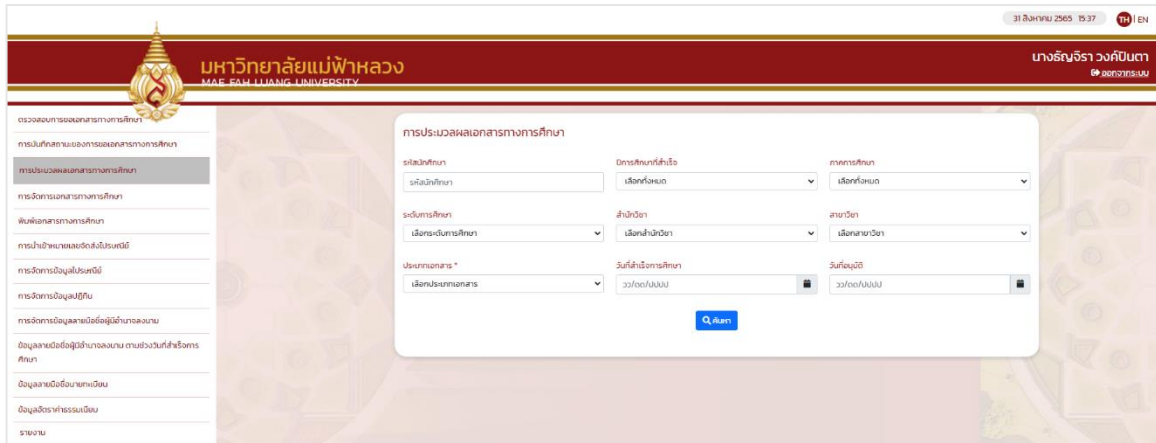 31 สิงหาคม 2565 15:37 TH | EN
มหาวิทยาลัยแม่ฟ้าหลวง
MAE FAH LUANG UNIVERSITY
นางธัญจิรา วงค์ปินตา
ออกจากระบบ
ตรวจสอบการขอเอกสารทางการศึกษา
การบันทึกสถานะของการขอเอกสารทางการศึกษา
การประมวลผลเอกสารทางการศึกษา
การจัดการเอกสารทางการศึกษา
พิมพ์เอกสารทางการศึกษา
การนำเข้าหมายเลขจัดส่งไปรษณีย์
การจัดการข้อมูลไปรษณีย์
การจัดการข้อมูลปฏิทิน
การจัดการข้อมูลลายมือชื่อผู้มีอำนาจลงนาม
ข้อมูลลายมือชื่อผู้มีอำนาจลงนาม ตามช่วงวันที่สำเร็จการ
ศึกษา
ข้อมูลลายมือชื่อนายทะเบียน
ข้อมูลอัตราค่าธรรมเนียม
รายงาน
การประมวลผลเอกสารทางการศึกษา
รหัสนักศึกษา ปีการศึกษาที่สำเร็จ ภาคการศึกษา
รหัสนักศึกษา เลือกทั้งหมด เลือกทั้งหมด
ระดับการศึกษา สำนักวิชา สาขาวิชา
เลือกระดับการศึกษา เลือกสำนักวิชา เลือกสาขาวิชา
ประเภทเอกสาร * วันที่สำเร็จการศึกษา วันที่อนุมัติ
เลือกประเภทเอกสาร วว/ดด/ปปปป วว/ดด/ปปปป
ค้นหา